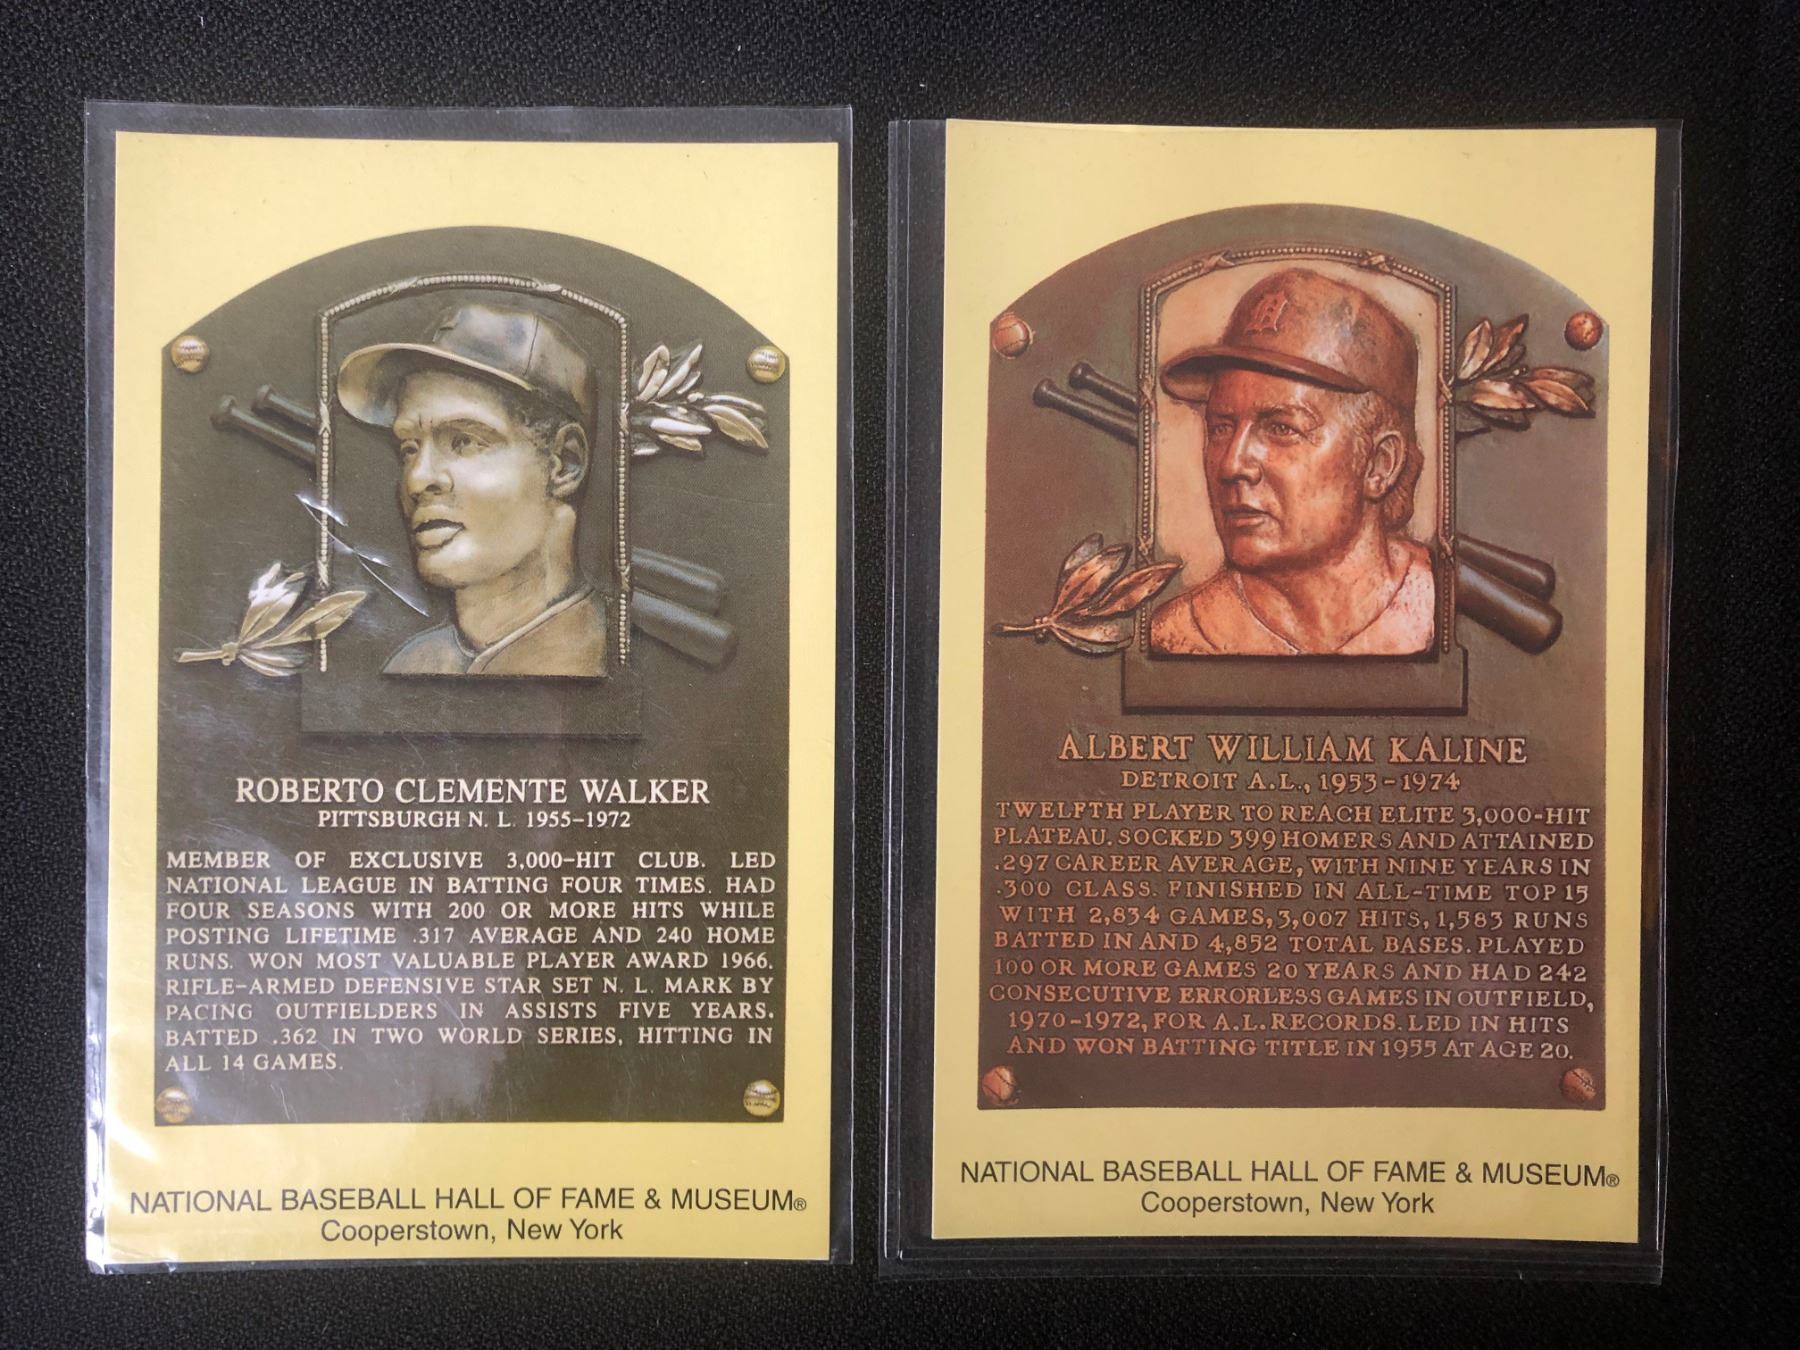 ROBERTO CLEMENTE WALKER
PITTSBURGH N. L. 1955–1972
MEMBER OF EXCLUSIVE 3,000–HIT CLUB. LED
NATIONAL LEAGUE IN BATTING FOUR TIMES. HAD
FOUR SEASONS WITH 200 OR MORE HITS WHILE
POSTING LIFETIME .317 AVERAGE AND 240 HOME
RUNS. WON MOST VALUABLE PLAYER AWARD 1966.
RIFLE–ARMED DEFENSIVE STAR SET N. L. MARK BY
PACING OUTFIELDERS IN ASSISTS FIVE YEARS.
BATTED .362 IN TWO WORLD SERIES, HITTING IN
ALL 14 GAMES.
NATIONAL BASEBALL HALL OF FAME & MUSEUM®
Cooperstown, New York
D
ALBERT WILLIAM KALINE
DETROIT A.L., 1953–1974
TWELFTH PLAYER TO REACH ELITE 3,000-HIT
PLATEAU. SOCKED 399 HOMERS AND ATTAINED
.297 CAREER AVERAGE, WITH NINE YEARS IN
.300 CLASS. FINISHED IN ALL-TIME TOP 15
WITH 2,834 GAMES, 3,007 HITS, 1,583 RUNS
BATTED IN AND 4,852 TOTAL BASES. PLAYED
100 OR MORE GAMES 20 YEARS AND HAD 242
CONSECUTIVE ERRORLESS GAMES IN OUTFIELD,
1970-1972, FOR A.L. RECORDS. LED IN HITS
AND WON BATTING TITLE IN 1955 AT AGE 20.
NATIONAL BASEBALL HALL OF FAME & MUSEUM®
Cooperstown, New York